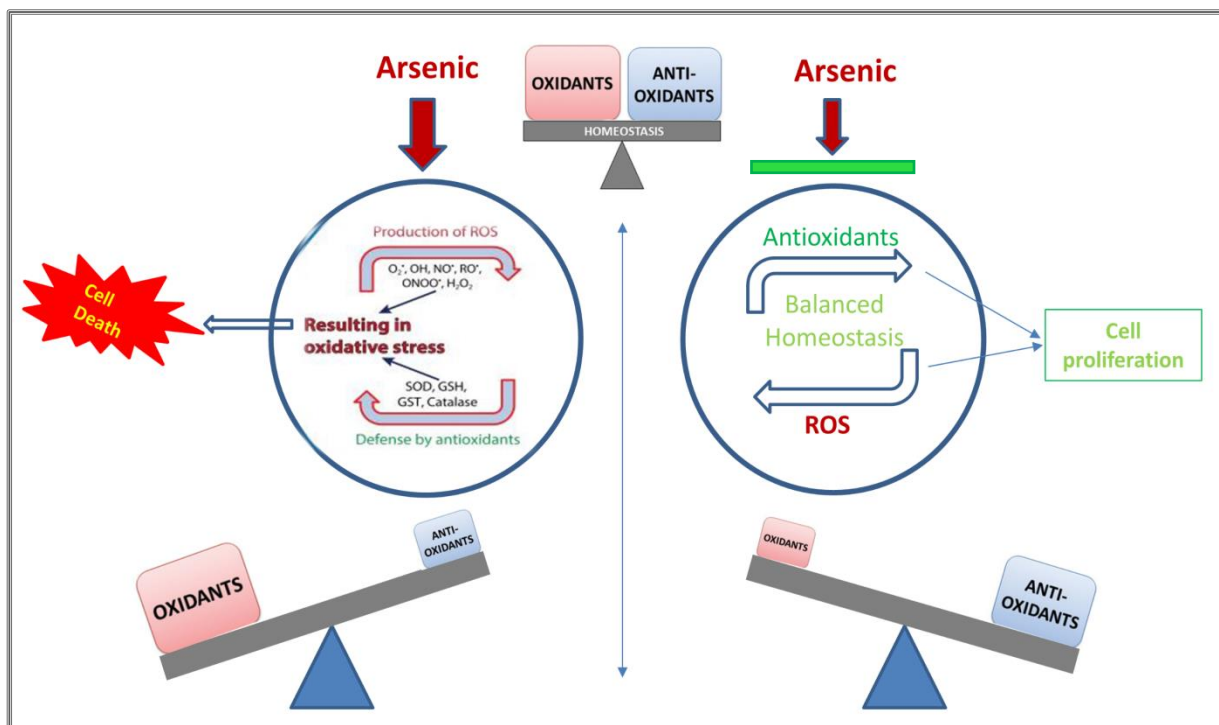 Arsenic
OXIDANTS
ANTI-
OXIDANTS
HOMEOSTASIS
Arsenic
Production of ROS
O₂•, OH, NO•, RO•,
ONOO•, H₂O₂
Resulting in
oxidative stress
SOD, GSH,
GST, Catalase
Defense by antioxidants
Cell
Death
Antioxidants
Balanced
Homeostasis
ROS
Cell
proliferation
OXIDANTS
ANTI-
OXIDANTS
OXIDANTS
ANTI-
OXIDANTS